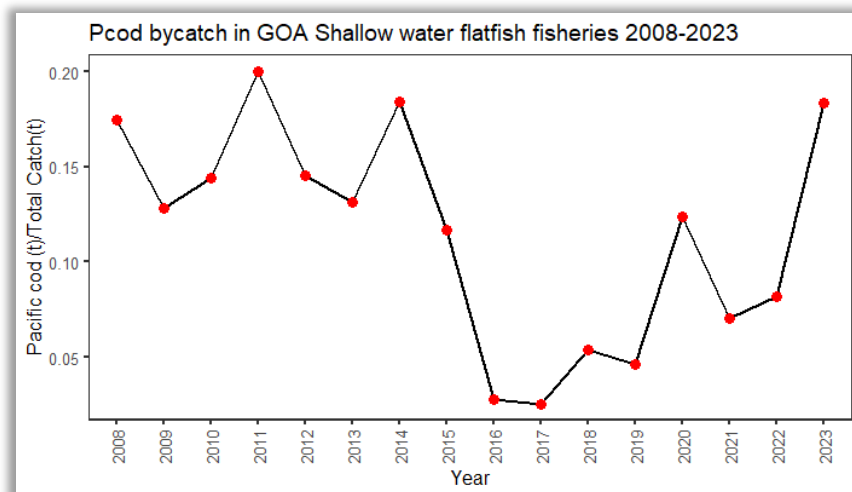 Pcod bycatch in GOA Shallow water flatfish fisheries 2008-2023
Pacific cod (t)/Total Catch(t)
0.20
0.15
0.10
0.05
2008 2009 2010 2011 2012 2013 2014 2015 2016 2017 2018 2019 2020 2021 2022 2023
Year